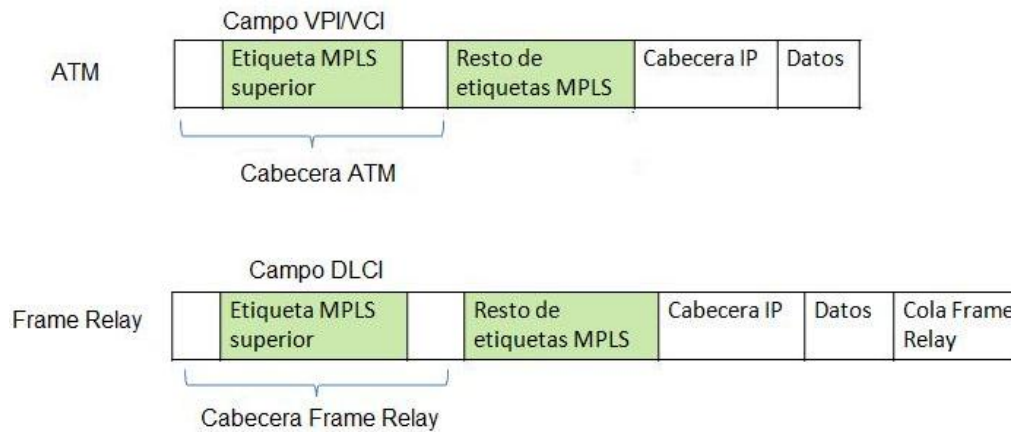 Campo VPI/VCI
ATM
Etiqueta MPLS
superior
Resto de
etiquetas MPLS
Cabecera IP
Datos
Cabecera ATM
Campo DLCI
Frame Relay
Etiqueta MPLS
superior
Resto de
etiquetas MPLS
Cabecera IP
Datos
Cola Frame
Relay
Cabecera Frame Relay